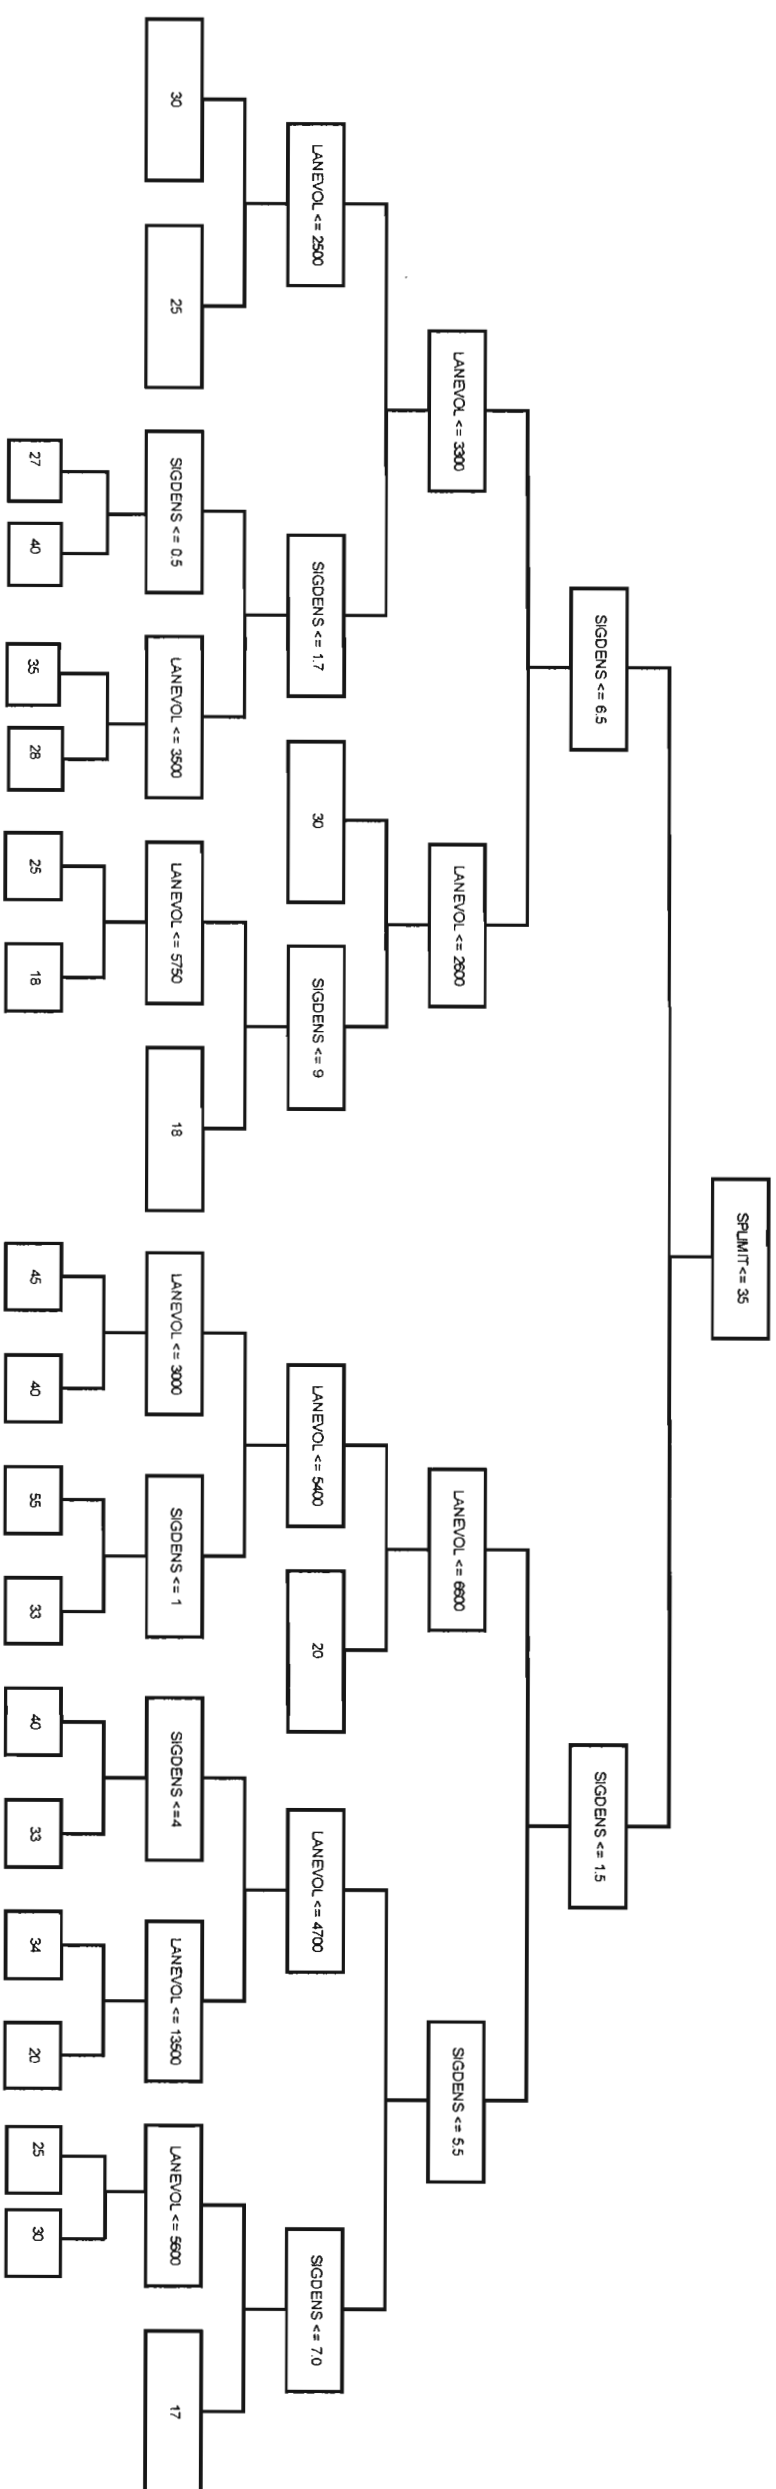 SPLIMIT <= 35
SIGDENS <= 6.5
SIGDENS <= 1.5
LANEVOL <= 3300
LANEVOL <= 2600
LANEVOL <= 6600
SIGDENS <= 5.5
LANEVOL <= 2500
SIGDENS <= 1.7
30
SIGDENS <= 9
LANEVOL <= 5400
20
LANEVOL <= 4700
SIGDENS <= 7.0
30
25
SIGDENS <= 0.5
LANEVOL <= 3500
LANEVOL <= 5750
18
LANEVOL <= 3000
SIGDENS <= 1
SIGDENS <=4
LANEVOL <= 13500
LANEVOL <= 5600
17
27
40
35
28
25
18
45
40
55
33
40
33
34
20
25
30